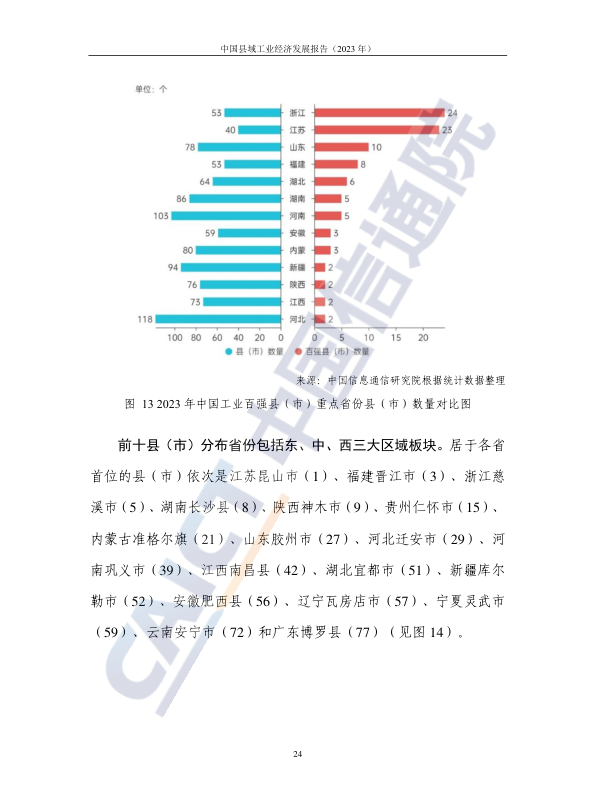 中国县域工业经济发展报告（2023 年）
单位：个
53 浙江 24
40 江苏 23
78 山东 10
53 福建 8
64 湖北 6
86 湖南 5
103 河南 5
59 安徽 3
80 内蒙 3
94 新疆 2
76 陕西 2
73 江西 2
118 河北 2
100 80 60 40 20 0 0 5 10 15 20
县（市）数量 百强县（市）数量
来源：中国信息通信研究院根据统计数据整理
图 13 2023 年中国工业百强县（市）重点省份县（市）数量对比图
前十县（市）分布省份包括东、中、西三大区域板块。居于各省
首位的县（市）依次是江苏昆山市（1）、福建晋江市（3）、浙江慈
溪市（5）、湖南长沙县（8）、陕西神木市（9）、贵州仁怀市（15）、
内蒙古准格尔旗（21）、山东胶州市（27）、河北迁安市（29）、河
南巩义市（39）、江西南昌县（42）、湖北宜都市（51）、新疆库尔
勒市（52）、安徽肥西县（56）、辽宁瓦房店市（57）、宁夏灵武市
（59）、云南安宁市（72）和广东博罗县（77）（见图 14）。
CAICT 中国信通院
24